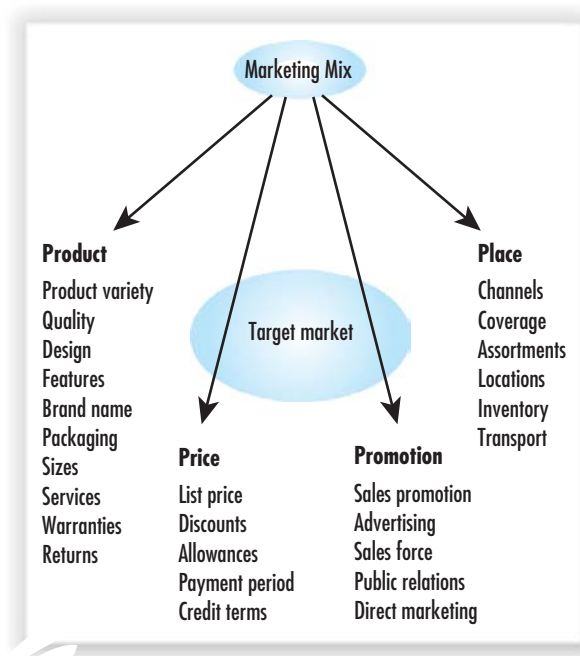 Marketing Mix
Product
Product variety
Quality
Design
Features
Brand name
Packaging
Sizes
Services
Warranties
Returns
Target market
Price
List price
Discounts
Allowances
Payment period
Credit terms
Promotion
Sales promotion
Advertising
Sales force
Public relations
Direct marketing
Place
Channels
Coverage
Assortments
Locations
Inventory
Transport